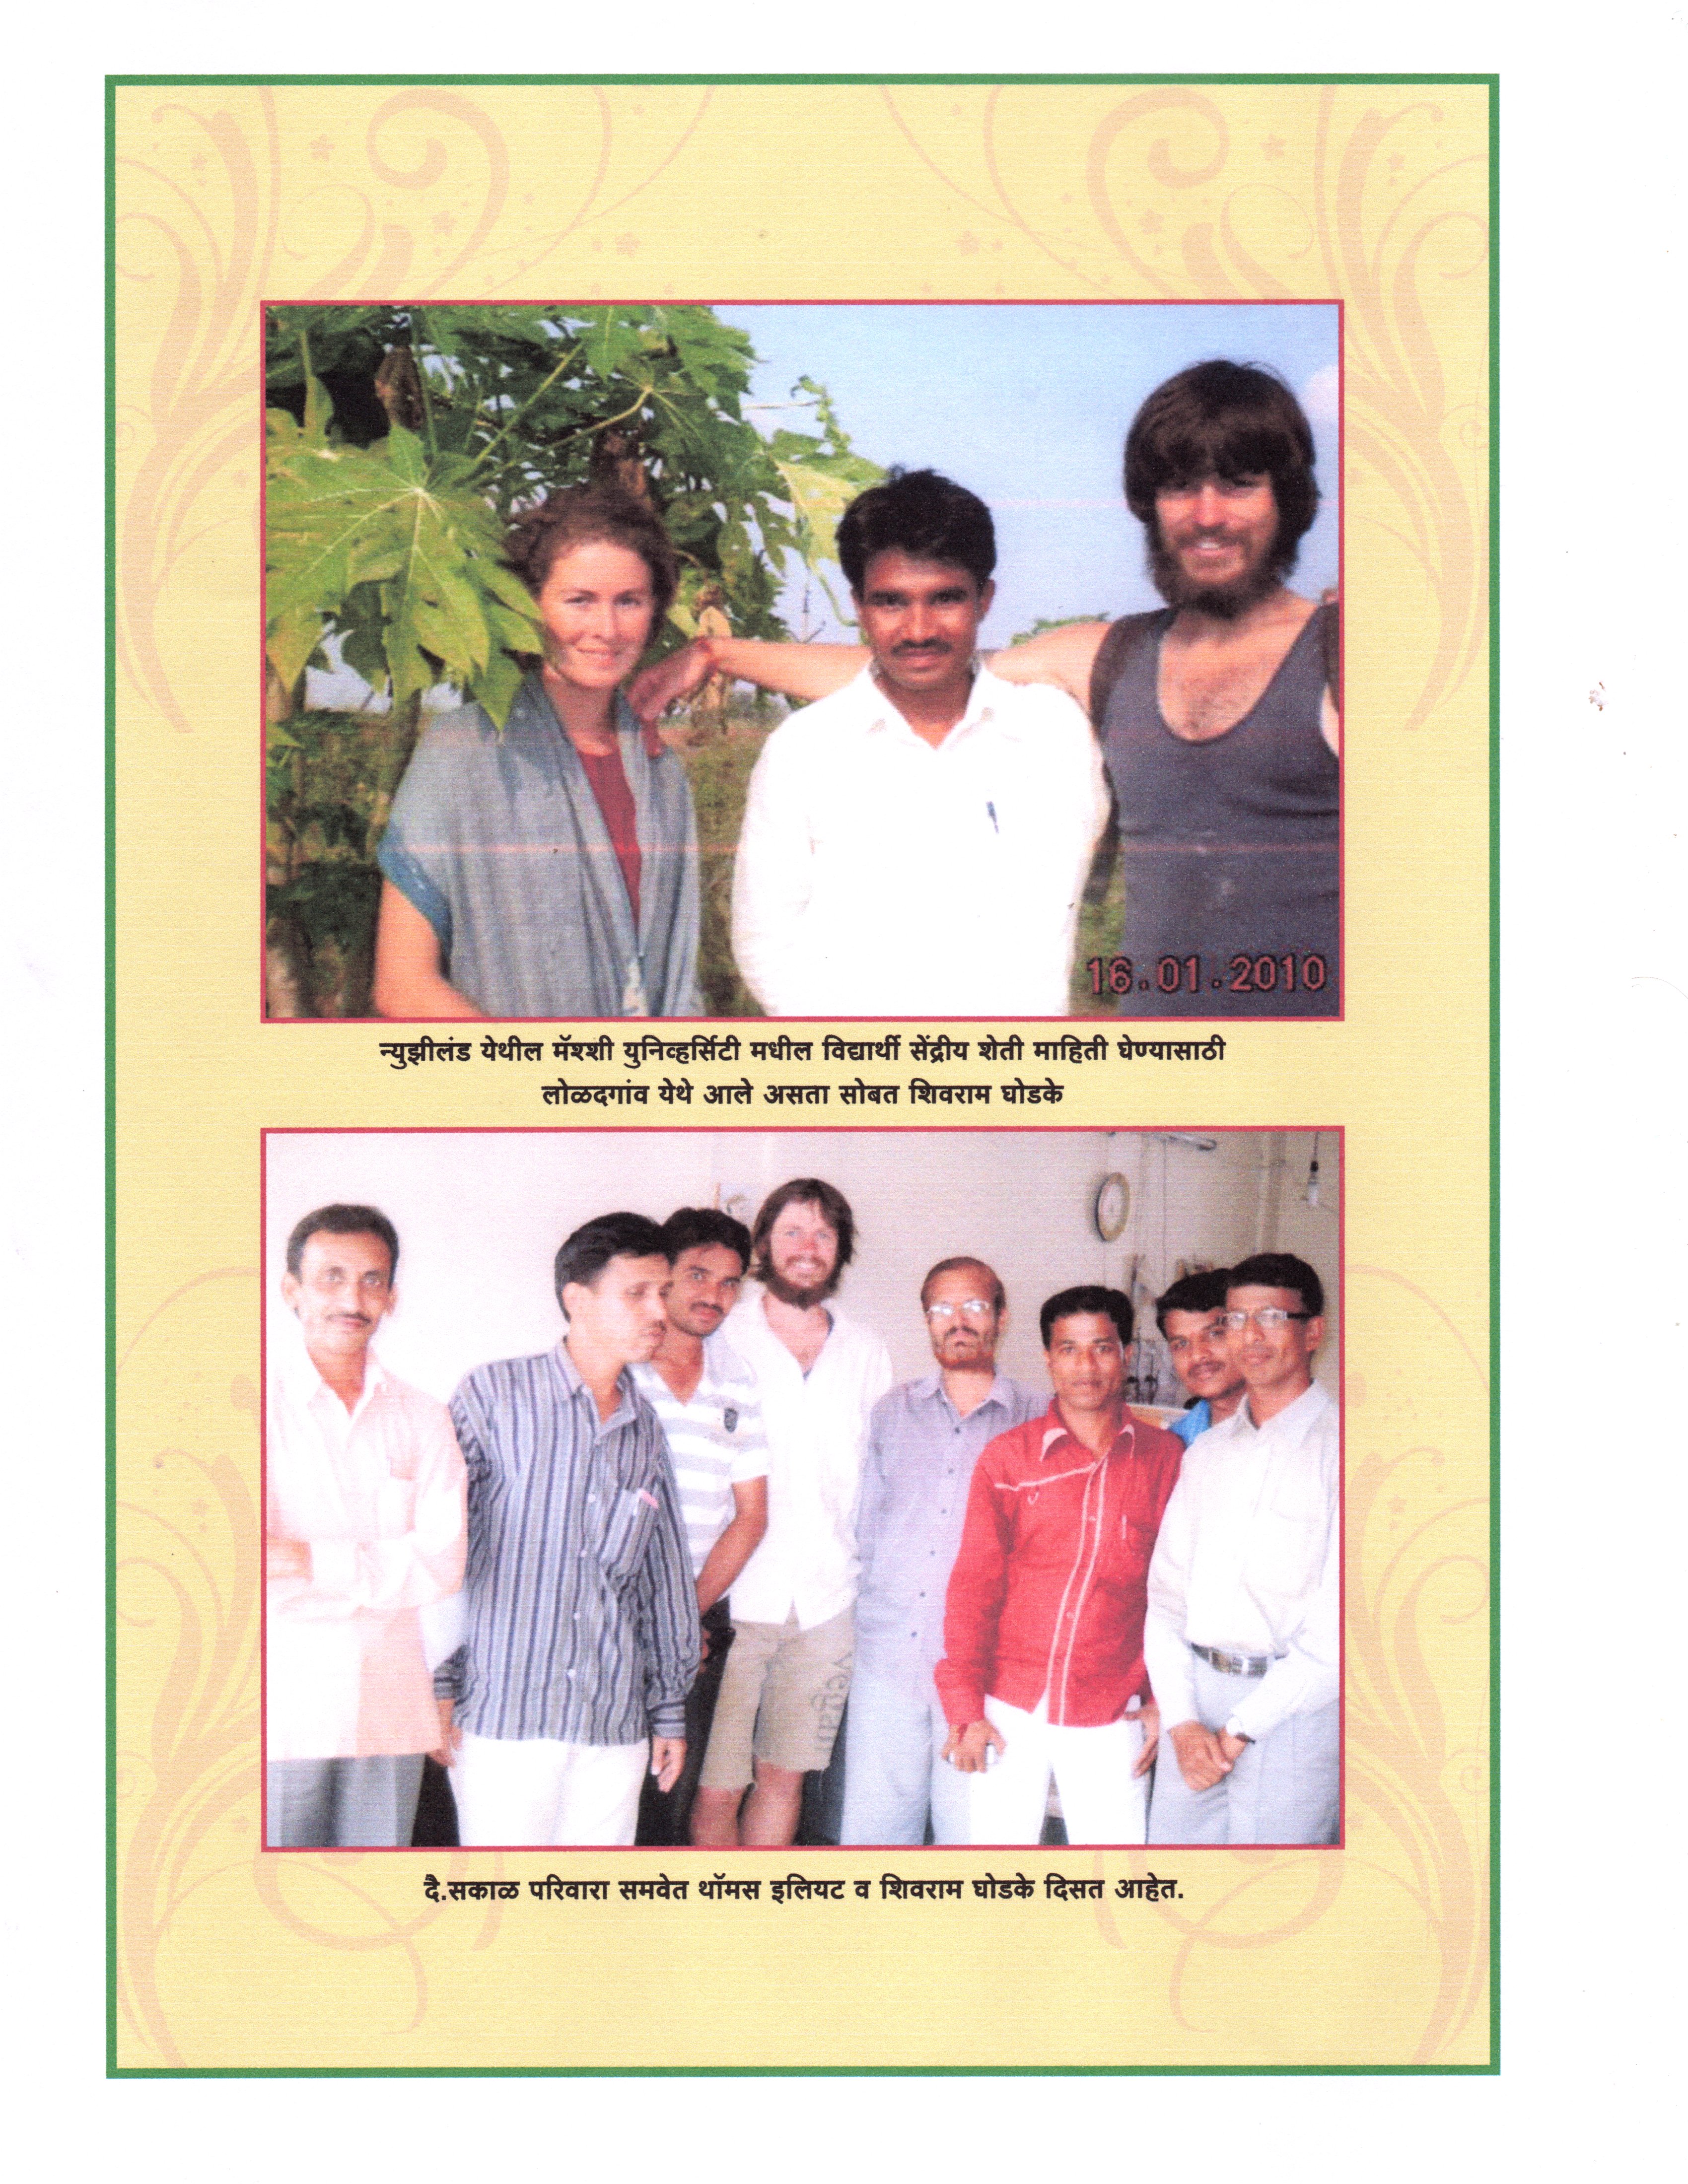 16.01.2010
न्युझीलंड येथील मॅश्शी युनिव्हर्सिटी मधील विद्यार्थी सेंद्रीय शेती माहिती घेण्यासाठी
लोळदगांव येथे आले असता सोबत शिवराम घोडके
दै.सकाळ परिवारा समवेत थॉमस इलियट व शिवराम घोडके दिसत आहेत.